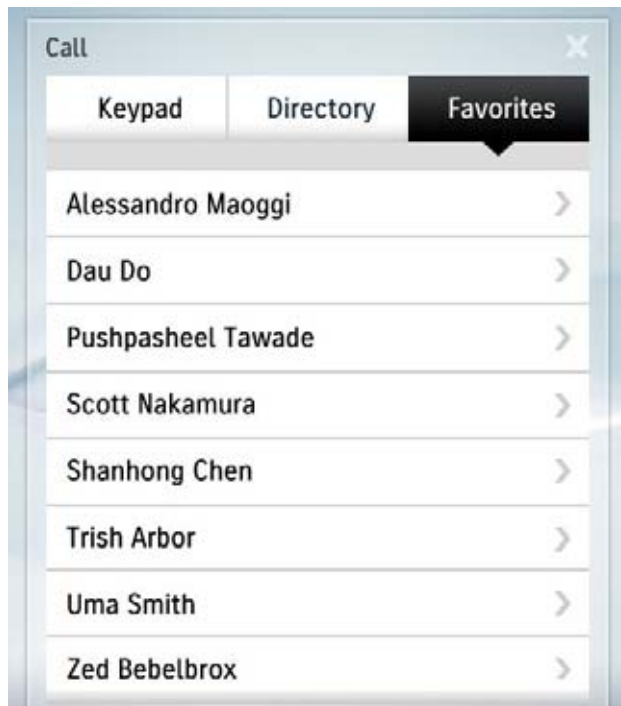 Call
Keypad Directory Favorites
Alessandro Maoggi
Dau Do
Pushpasheel Tawade
Scott Nakamura
Shanhong Chen
Trish Arbor
Uma Smith
Zed Bebelbrox